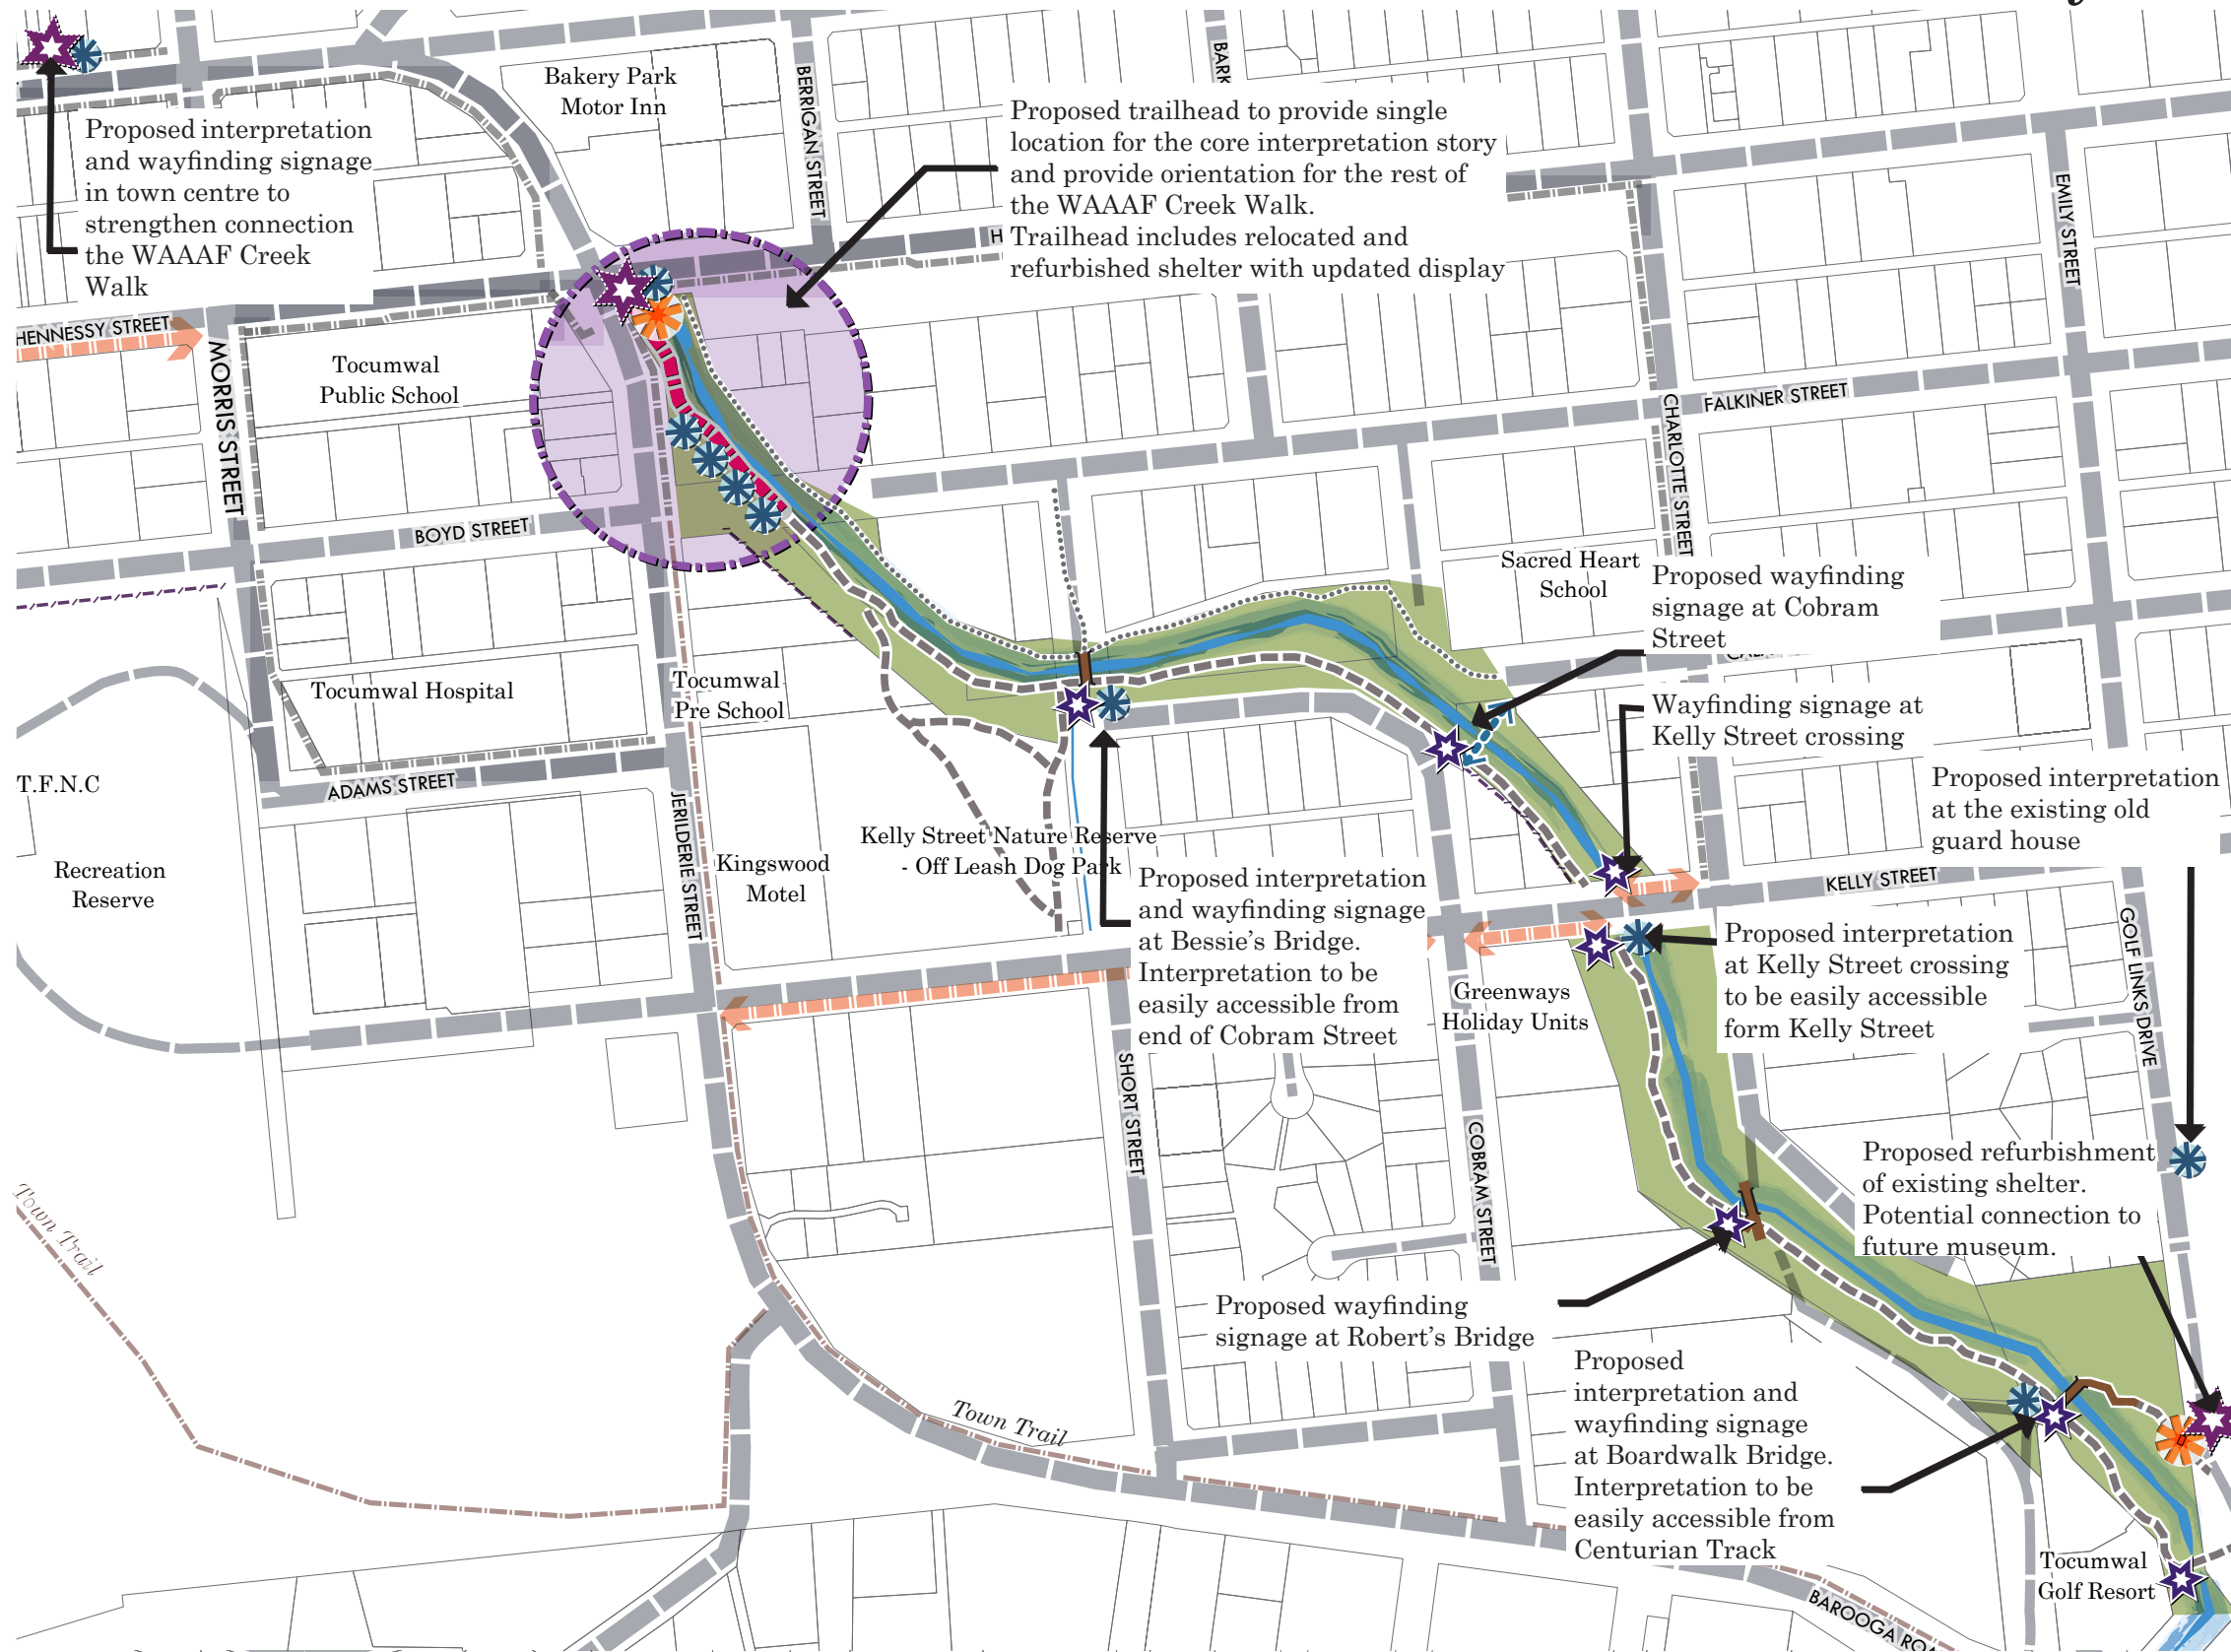 Bakery Park
Motor Inn
BERRIGAN STREET
BARK
Proposed interpretation
and wayfinding signage
in town centre to
strengthen connection
the WAAAF Creek
Walk
Proposed trailhead to provide single
location for the core interpretation story
and provide orientation for the rest of
the WAAAF Creek Walk.
Trailhead includes relocated and
refurbished shelter with updated display
H
EMILY STREET
HENNESSY STREET
MORRIS STREET
Tocumwal
Public School
FALKINER STREET
CHARLOTTE STREET
BOYD STREET
Sacred Heart
School
Proposed wayfinding
signage at Cobram
Street
Tocumwal Hospital
Tocumwal
Pre School
Wayfinding signage at
Kelly Street crossing
T.F.N.C
ADAMS STREET
JERILDERIE STREET
Proposed interpretation
at the existing old
guard house
Kelly Street Nature Reserve
- Off Leash Dog Park
Recreation
Reserve
Kingswood
Motel
Proposed interpretation
and wayfinding signage
at Bessie's Bridge.
Interpretation to be
easily accessible from
end of Cobram Street
KELLY STREET
GOLF LINKS DRIVE
Proposed interpretation
at Kelly Street crossing
to be easily accessible
form Kelly Street
Greenways
Holiday Units
SHORT STREET
COBRAM STREET
Proposed refurbishment
of existing shelter.
Potential connection to
future museum.
Town Trail
Proposed wayfinding
signage at Robert's Bridge
Proposed
interpretation and
wayfinding signage
at Boardwalk Bridge.
Interpretation to be
easily accessible from
Centurian Track
Town Trail
Tocumwal
Golf Resort
BAROOGA ROA